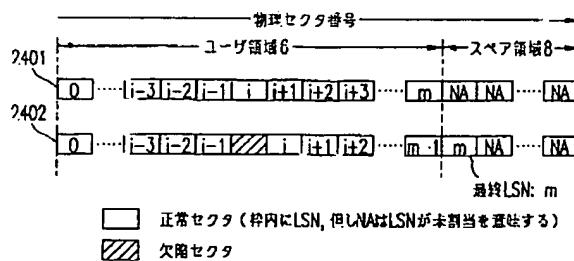 物理セクタ番号
ユーザ領域6 スペア領域8
2401
0 ····· i-3 i-2 i-1 i i+1 i+2 i+3 ····· m NA NA ····· NA
2402
0 ····· i-3 i-2 i-1 i i+1 i+2 ····· m-1 m NA ····· NA
最終LSN: m
正常セクタ(枠内にLSN, 但しNAはLSNが未割当を意味する)
欠陥セクタ